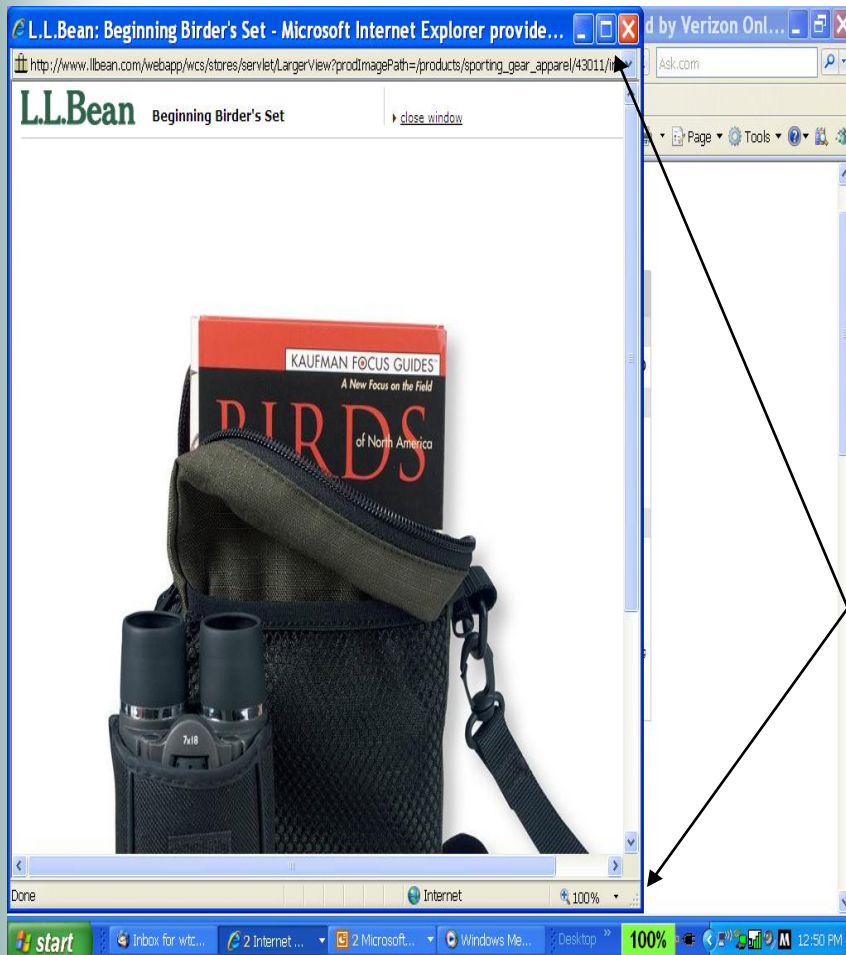 L.L.Bean: Beginning Birder's Set - Microsoft Internet Explorer provide...
d by Verizon Onl...
http://www.llbean.com/webapp/wcs/stores/servlet/LargerView?prodImagePath=/products/sporting_gear_apparel/43011/i
Ask.com
L.L.Bean Beginning Birder's Set close window
Page Tools
KAUFMAN FOCUS GUIDES
A New Focus on the Field
BIRDS
of North America
7x18
Done Internet 100%
start Inbox for wtc... 2 Internet ... 2 Microsoft... Windows Me... Desktop 100% 12:50 PM